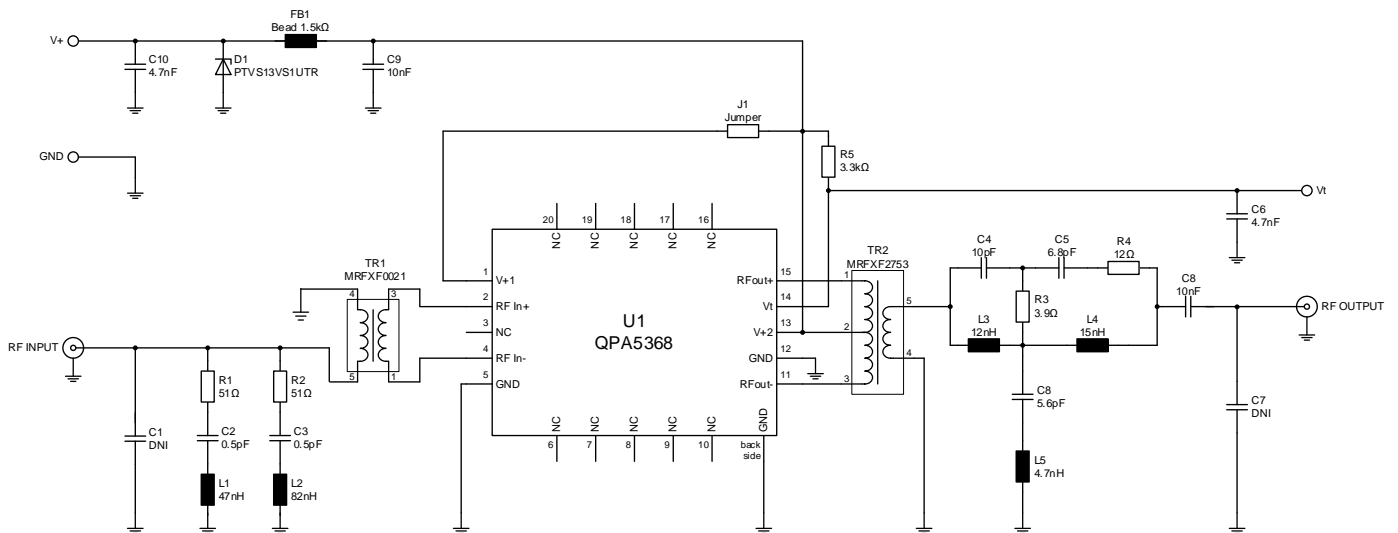 FB1
Bead 1.5kΩ
V+
C10
4.7nF
D1
PTVS13VS1UTR
C9
10nF
J1
Jumper
GND
R5
3.3kΩ
Vt
C6
4.7nF
20
19
18
17
16
NC
NC
NC
NC
NC
TR1
MRFXF0021
4
3
5
1
1
V+1
2
RF In+
3
NC
4
RF In-
5
GND
U1
QPA5368
RFout+
15
Vt
14
V+2
13
GND
12
RFout-
11
NC
NC
NC
NC
NC
GND
6
7
8
9
10
back
side
TR2
MRFXF2753
1
2
3
5
4
C4
10pF
C5
6.8pF
R4
12Ω
R3
3.9Ω
L3
12nH
L4
15nH
C8
10nF
RF OUTPUT
C8
5.6pF
L5
4.7nH
C7
DNI
RF INPUT
R1
51Ω
R2
51Ω
C1
DNI
C2
0.5pF
C3
0.5pF
L1
47nH
L2
82nH